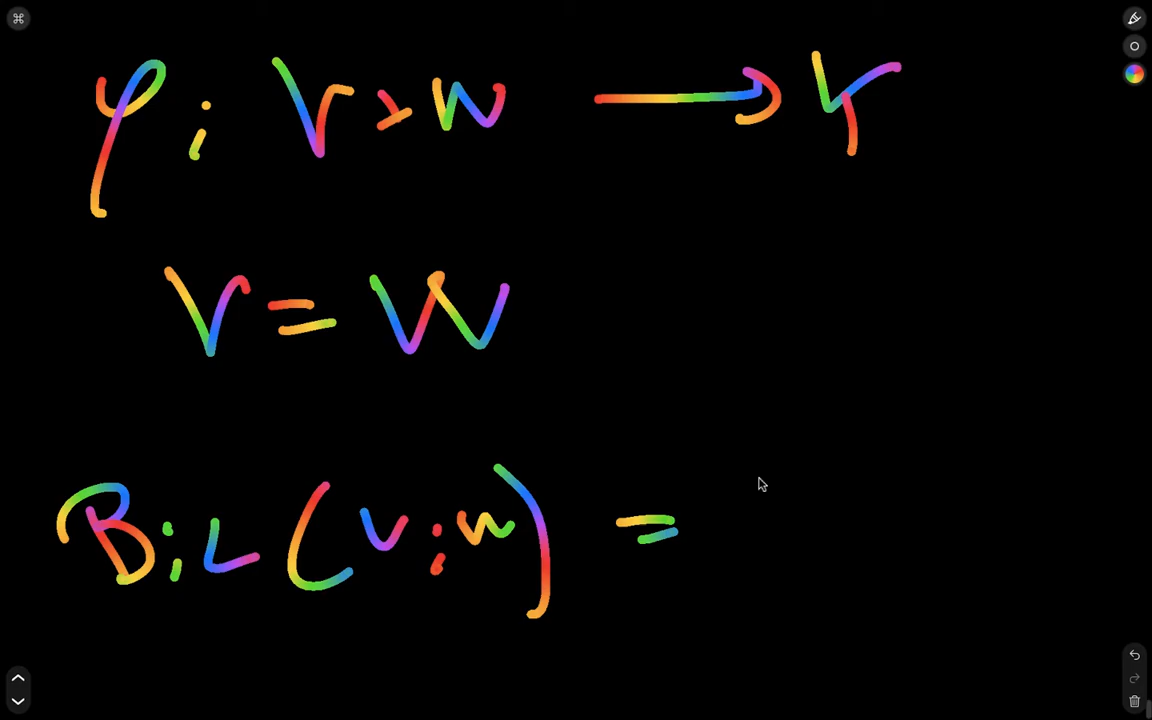 φ: V × W → K
V = W
Bil(V; W) =